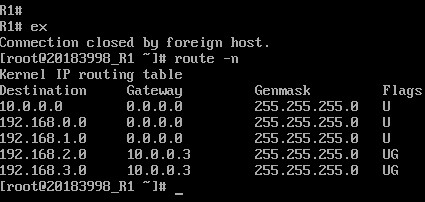 R1#
R1# ex
Connection closed by foreign host.
[root@20183998_R1 ~]# route -n
Kernel IP routing table
Destination     Gateway         Genmask         Flags
10.0.0.0        0.0.0.0         255.255.255.0   U
192.168.0.0     0.0.0.0         255.255.255.0   U
192.168.1.0     0.0.0.0         255.255.255.0   U
192.168.2.0     10.0.0.3        255.255.255.0   UG
192.168.3.0     10.0.0.3        255.255.255.0   UG
[root@20183998_R1 ~]# _